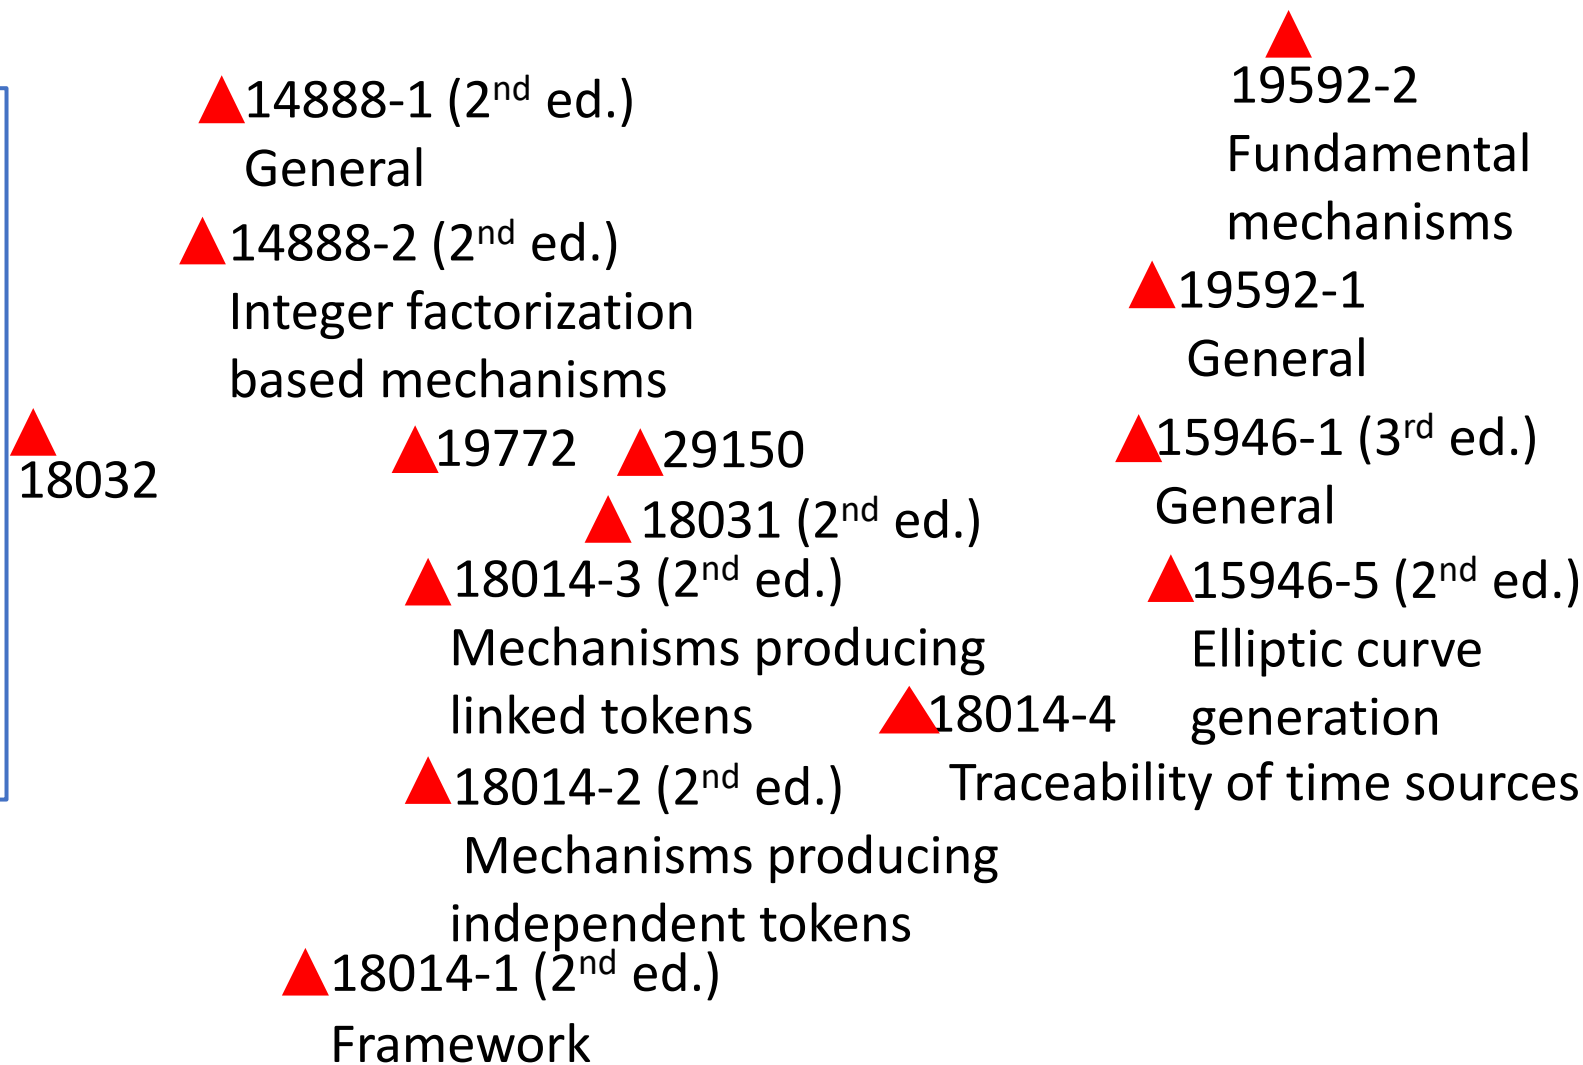 18032
14888-1 (2nd ed.)
General
14888-2 (2nd ed.)
Integer factorization
based mechanisms
19772
29150
18031 (2nd ed.)
18014-3 (2nd ed.)
Mechanisms producing
linked tokens
18014-2 (2nd ed.)
Mechanisms producing
independent tokens
18014-1 (2nd ed.)
Framework
18014-4
Traceability of time sources
19592-2
Fundamental
mechanisms
19592-1
General
15946-1 (3rd ed.)
General
15946-5 (2nd ed.)
Elliptic curve
generation